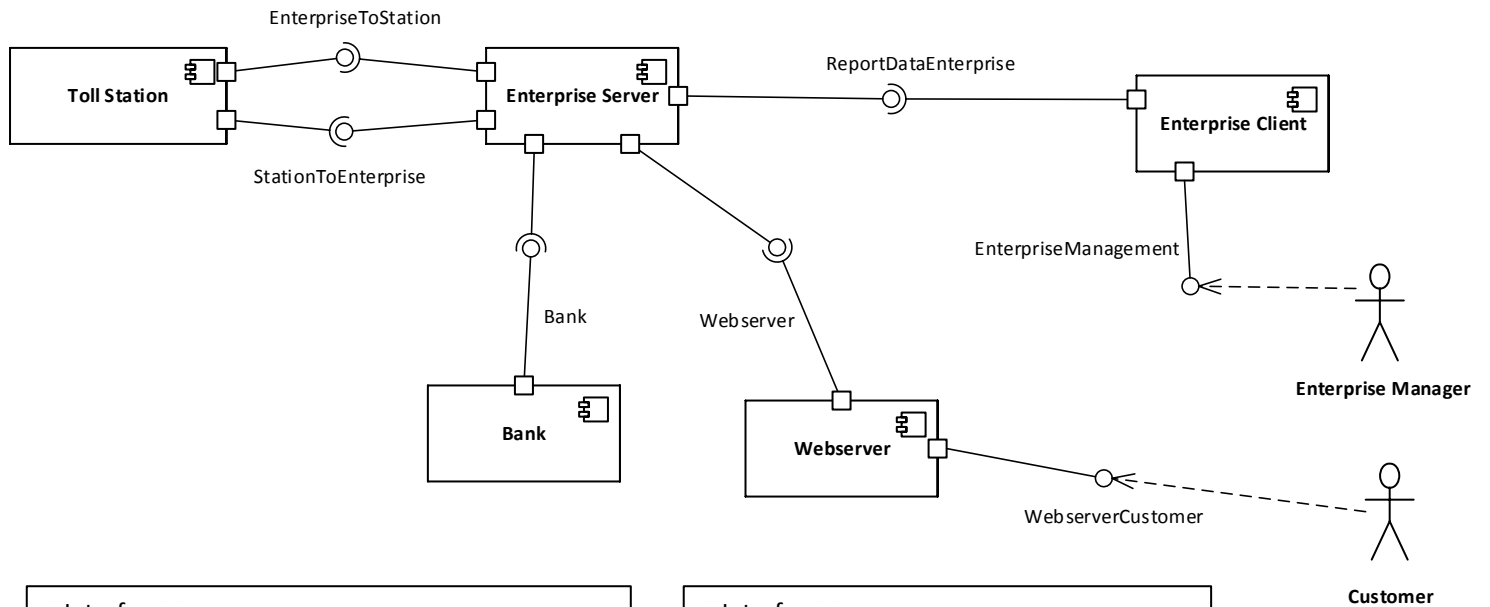 EnterpriseToStation
Toll Station
Enterprise Server
ReportDataEnterprise
Enterprise Client
StationToEnterprise
EnterpriseManagement
Bank
Webserver
Enterprise Manager
Bank
Webserver
WebserverCustomer
Customer